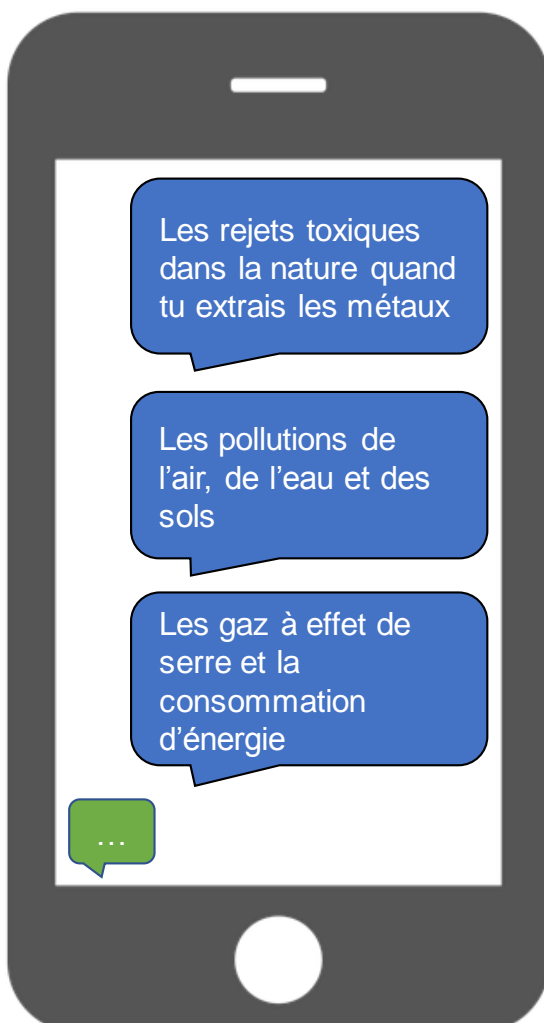 Les rejets toxiques
dans la nature quand
tu extrais les métaux
Les pollutions de
l’air, de l’eau et des
sols
Les gaz à effet de
serre et la
consommation
d’énergie
...